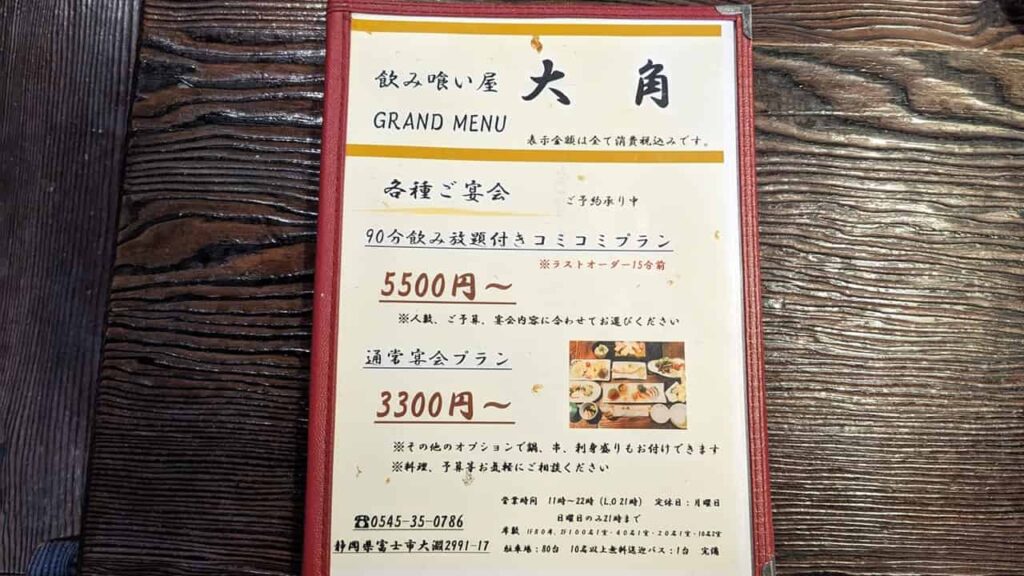 飲み喰い屋 大角
GRAND MENU
表示金額は全て消費税込みです。
各種ご宴会 ご予約承り中
90分飲み放題付きコミコミプラン
※ラストオーダー15分前
5500円～
※人数、ご予算、宴会内容に合わせてお選びください
通常宴会プラン
3300円～
※その他のオプションで鍋、串、刺身盛りもお付けできます
※料理、予算等お気軽にご相談ください
営業時間 11時～22時（L.O 21時） 定休日：月曜日
日曜日のみ21時まで
☎0545-35-0786
席数
静岡県富士市大淵2991-17
駐車場：80台 10名以上無料送迎バス：1台 完備